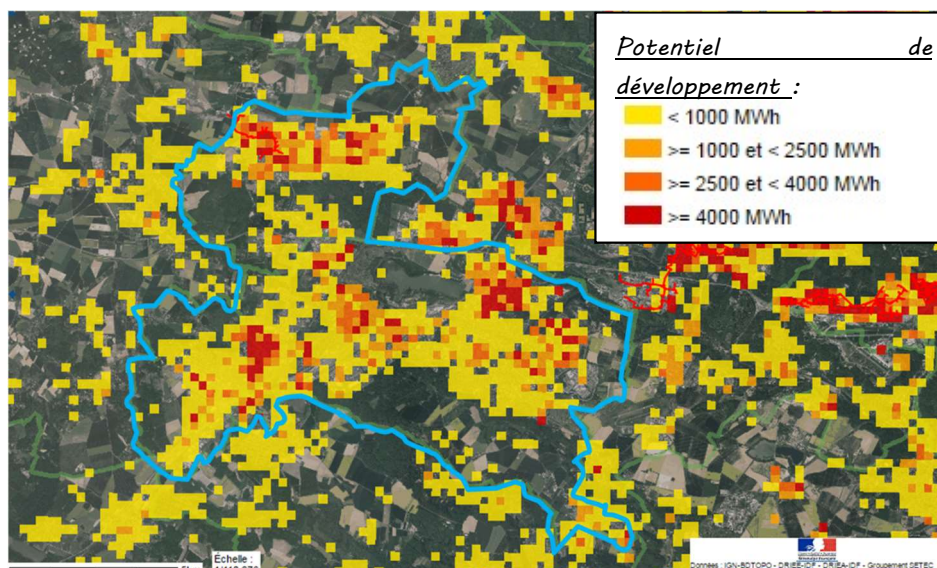 Potentiel de
développement :
< 1000 MWh
>= 1000 et < 2500 MWh
>= 2500 et < 4000 MWh
>= 4000 MWh
Échelle :
Données : IGN-BDTOPO - DRIEE-IDF - DRIEA-IDF - Groupement SETEC